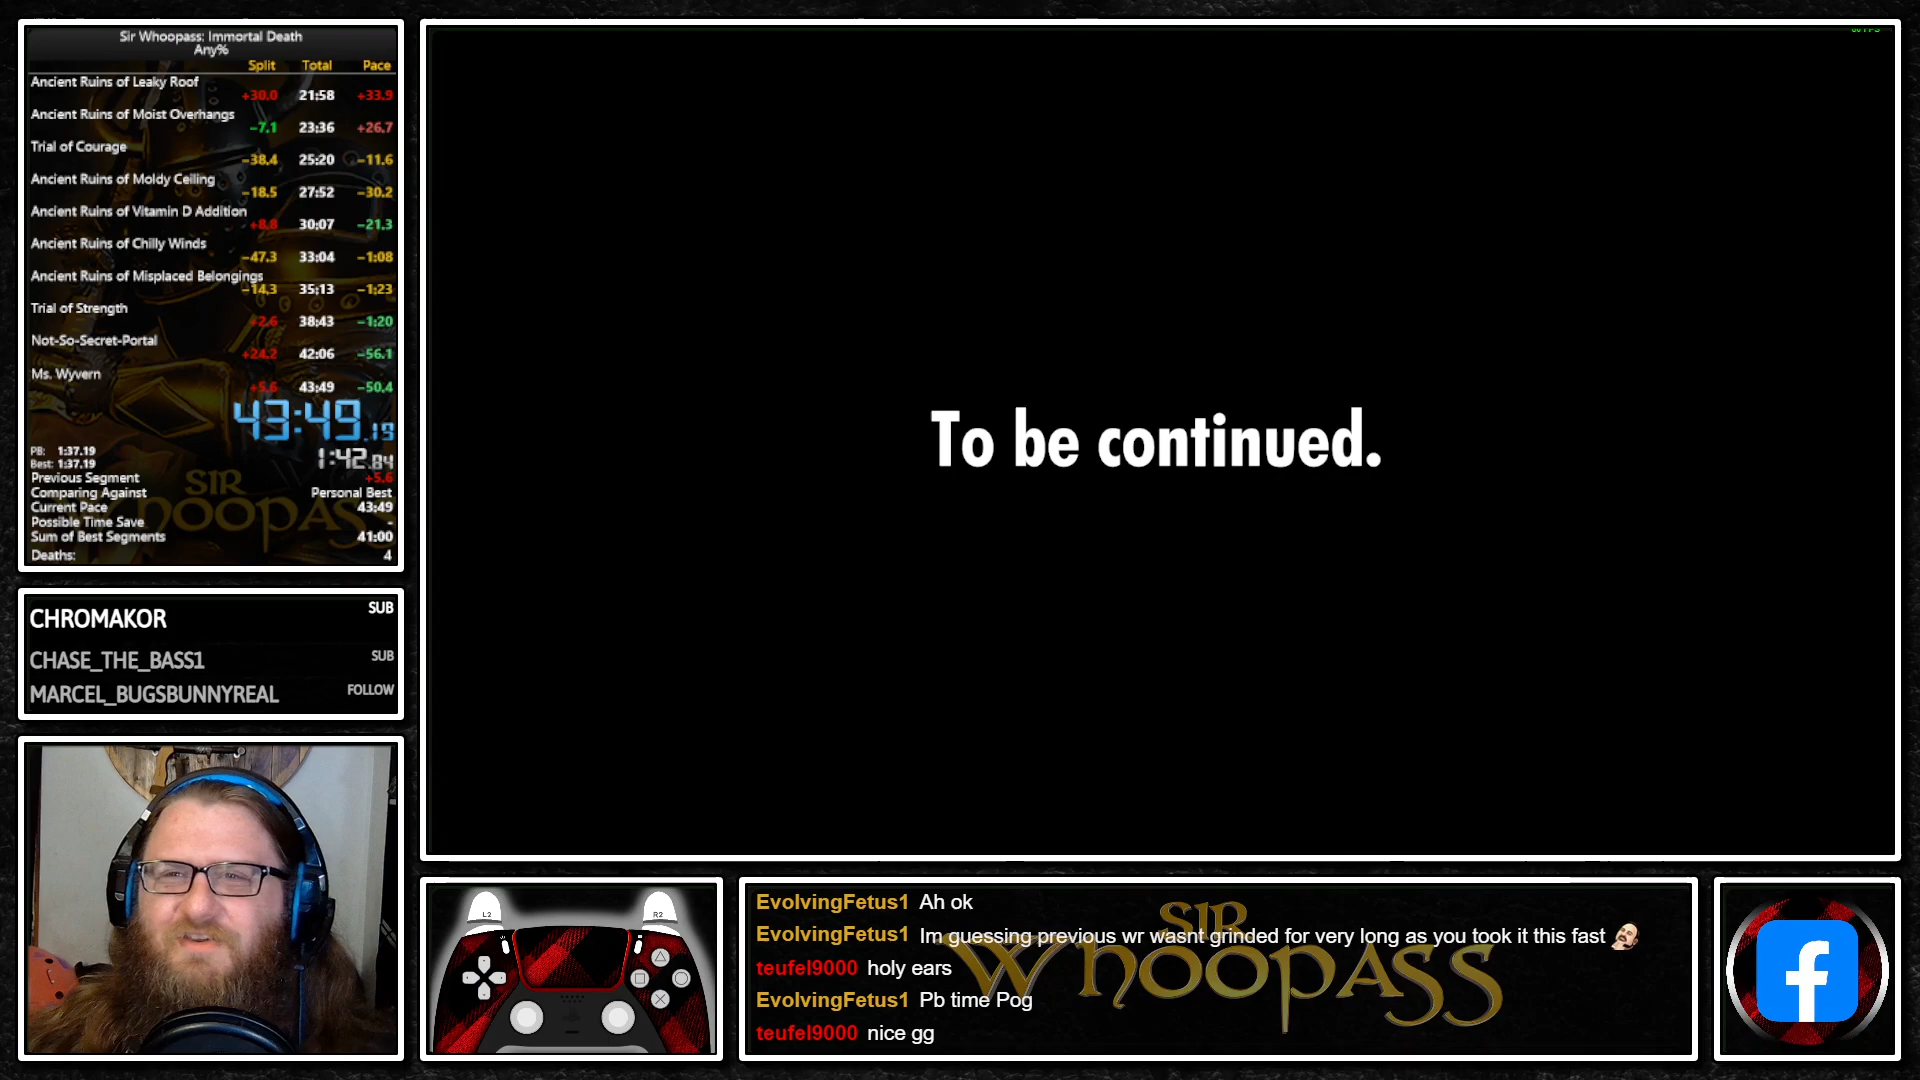 Sir Whoopass: Immortal Death
Any%
Split Total Pace
Ancient Ruins of Leaky Roof
+30.0 21:58 +33.9
Ancient Ruins of Moist Overhangs
-7.1 23:36 +26.7
Trial of Courage
-38.4 25:20 -11.6
Ancient Ruins of Moldy Ceiling
-18.5 27:52 -30.2
Ancient Ruins of Vitamin D Addition
+8.8 30:07 -21.3
Ancient Ruins of Chilly Winds
-47.3 33:04 -1:08
Ancient Ruins of Misplaced Belongings
-14.3 35:13 -1:23
Trial of Strength
+2.6 38:43 -1:20
Not-So-Secret-Portal
+24.2 42:06 -56.1
Ms. Wyvern
+5.6 43:49 -50.4
43:49.19
PB: 1:37.19
Best: 1:37.19
1:42.84
Previous Segment +5.6
Comparing Against Personal Best
Current Pace 43:49
Possible Time Save -
Sum of Best Segments 41:00
Deaths: 4
SIR
WHOOPASS
CHROMAKOR SUB
CHASE_THE_BASS1 SUB
MARCEL_BUGSBUNNYREAL FOLLOW
To be continued.
60 FPS
L2 R2
EvolvingFetus1 Ah ok
EvolvingFetus1 Im guessing previous wr wasnt grinded for very long as you took it this fast
teufel9000 holy ears
EvolvingFetus1 Pb time Pog
teufel9000 nice gg
SIR
WHOOPASS
f